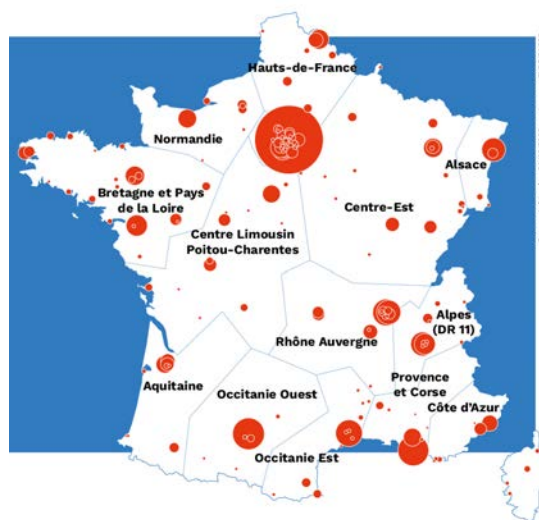 Hauts-de-France
Normandie
Alsace
Bretagne et Pays
de la Loire
Centre-Est
Centre Limousin
Poitou-Charentes
Alpes
(DR 11)
Rhône Auvergne
Provence
et Corse
Aquitaine
Occitanie Ouest
Côte d'Azur
Occitanie Est